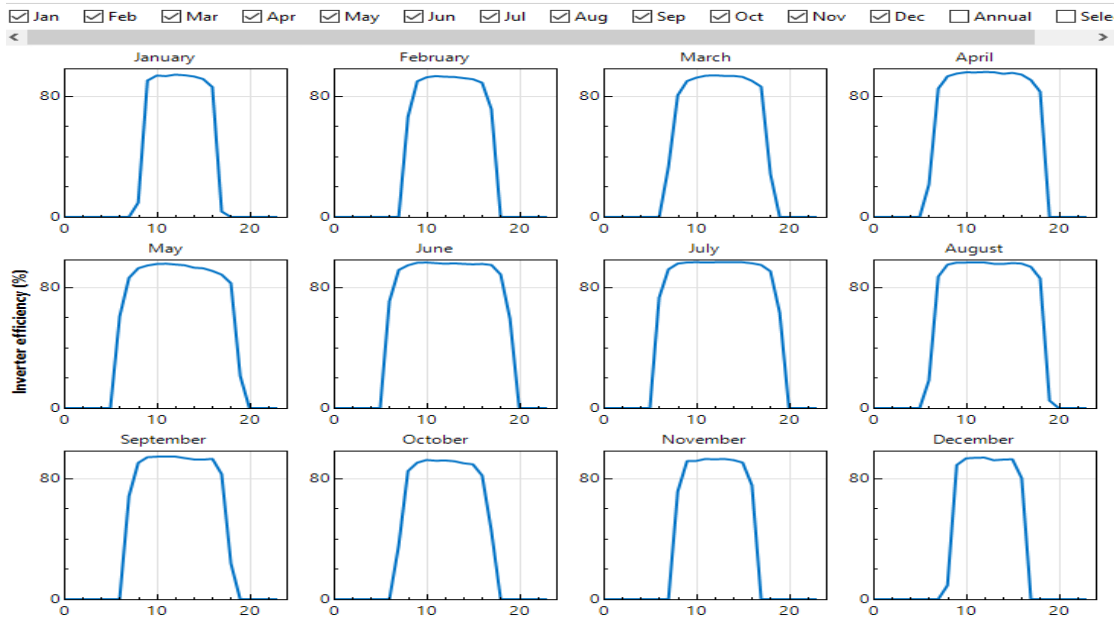 Jan Feb Mar Apr May Jun Jul Aug Sep Oct Nov Dec Annual Sele
< >
January February March April
80 80 80 80
0 0 0 0
0 10 20 0 10 20 0 10 20 0 10 20
May June July August
Inverter efficiency (%)
80 80 80 80
0 0 0 0
0 10 20 0 10 20 0 10 20 0 10 20
September October November December
80 80 80 80
0 0 0 0
0 10 20 0 10 20 0 10 20 0 10 20